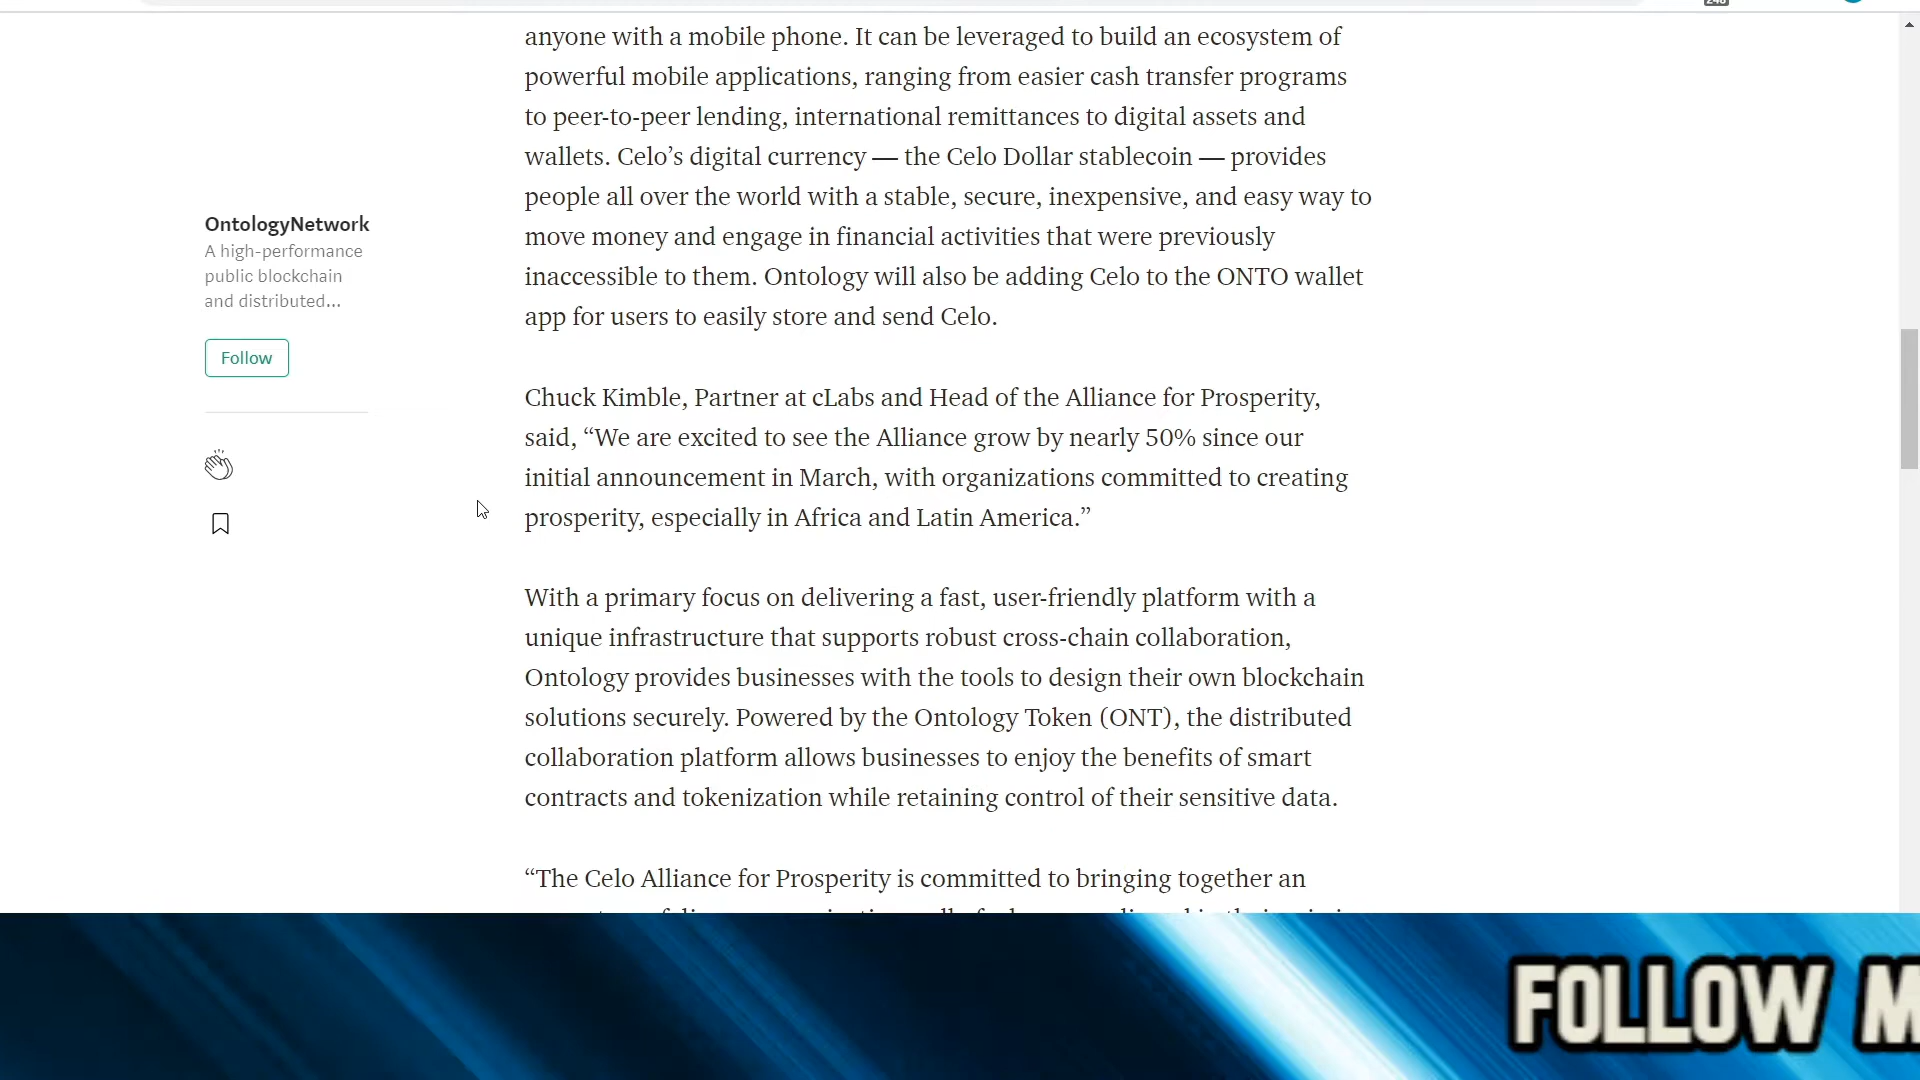 anyone with a mobile phone. It can be leveraged to build an ecosystem of
powerful mobile applications, ranging from easier cash transfer programs
to peer-to-peer lending, international remittances to digital assets and
wallets. Celo’s digital currency — the Celo Dollar stablecoin — provides
people all over the world with a stable, secure, inexpensive, and easy way to
move money and engage in financial activities that were previously
inaccessible to them. Ontology will also be adding Celo to the ONTO wallet
app for users to easily store and send Celo.
OntologyNetwork
A high-performance
public blockchain
and distributed...
Follow
Chuck Kimble, Partner at cLabs and Head of the Alliance for Prosperity,
said, “We are excited to see the Alliance grow by nearly 50% since our
initial announcement in March, with organizations committed to creating
prosperity, especially in Africa and Latin America.”
With a primary focus on delivering a fast, user-friendly platform with a
unique infrastructure that supports robust cross-chain collaboration,
Ontology provides businesses with the tools to design their own blockchain
solutions securely. Powered by the Ontology Token (ONT), the distributed
collaboration platform allows businesses to enjoy the benefits of smart
contracts and tokenization while retaining control of their sensitive data.
“The Celo Alliance for Prosperity is committed to bringing together an
FOLLOW M